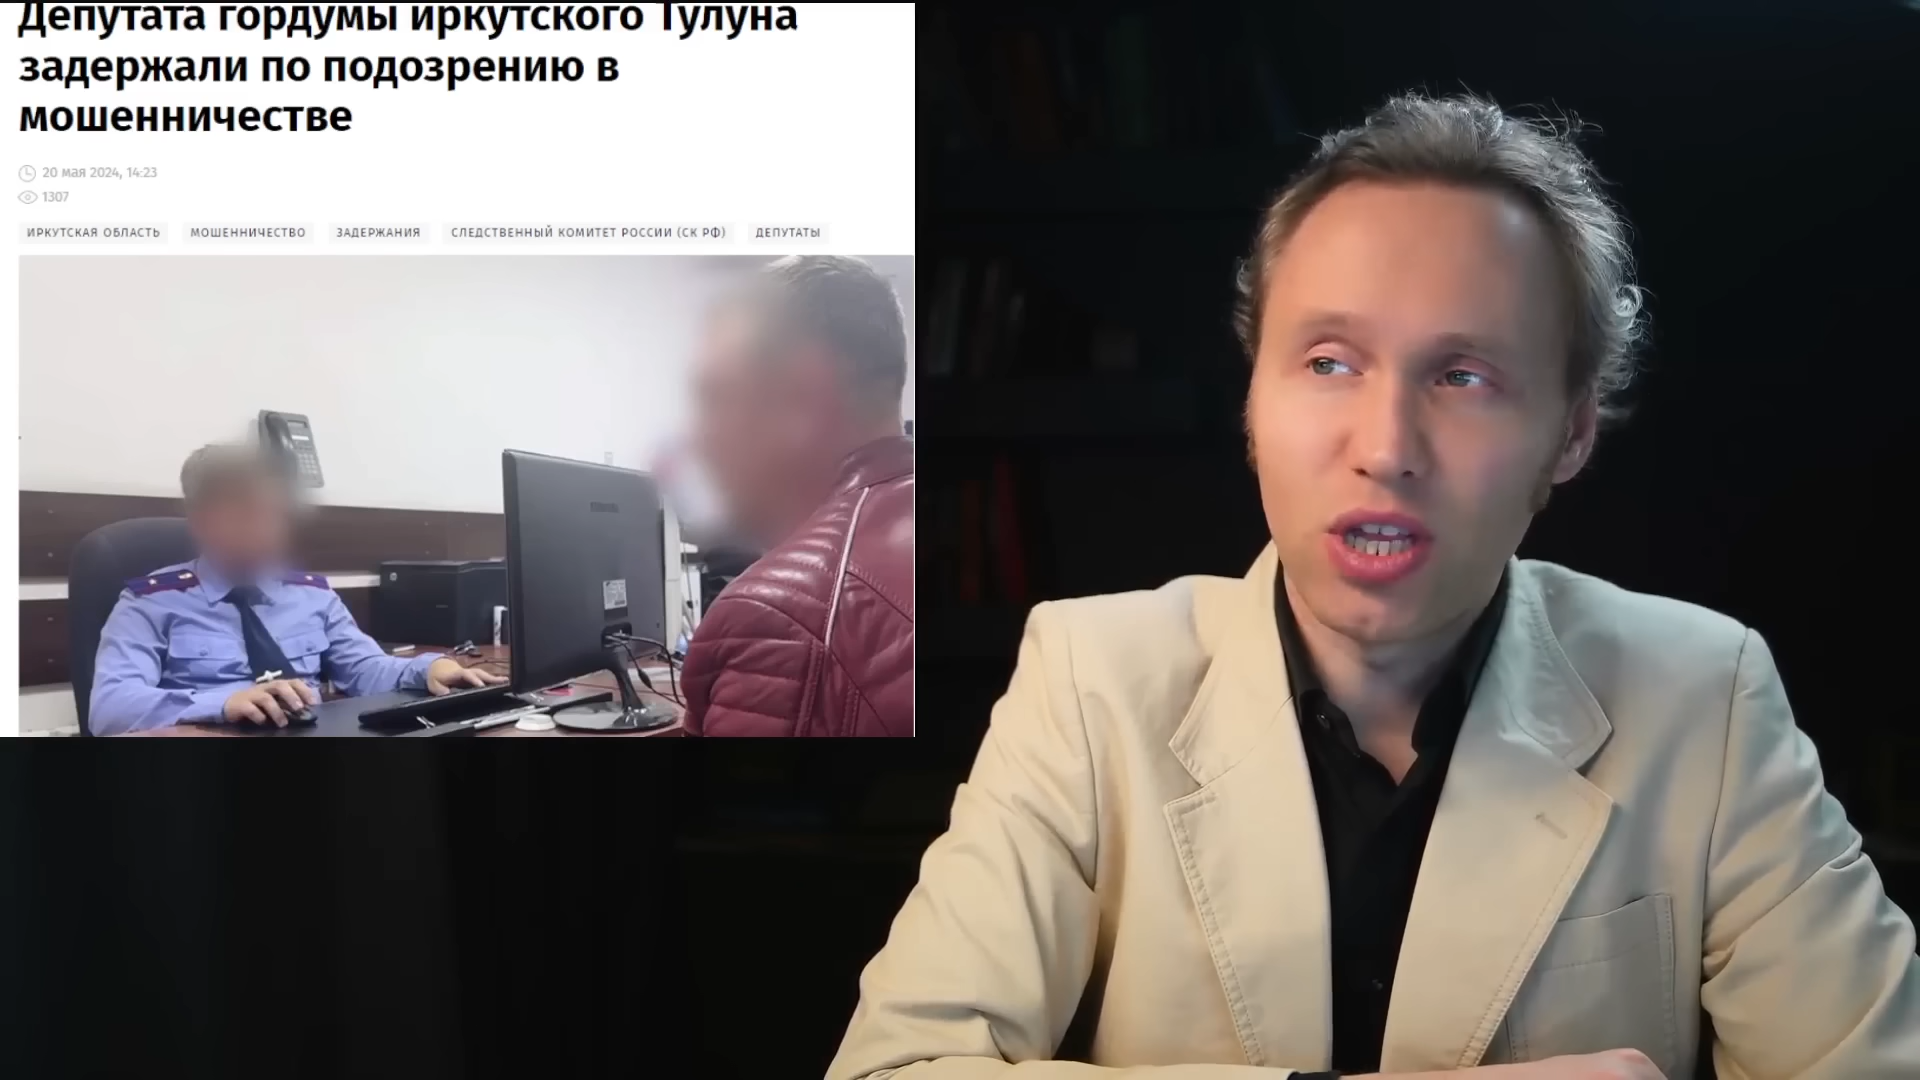 Депутата гордумы иркутского Тулуна
задержали по подозрению в
мошенничестве
20 мая 2024, 14:23
1307
ИРКУТСКАЯ ОБЛАСТЬ МОШЕННИЧЕСТВО ЗАДЕРЖАНИЯ СЛЕДСТВЕННЫЙ КОМИТЕТ РОССИИ (СК РФ) ДЕПУТАТЫ